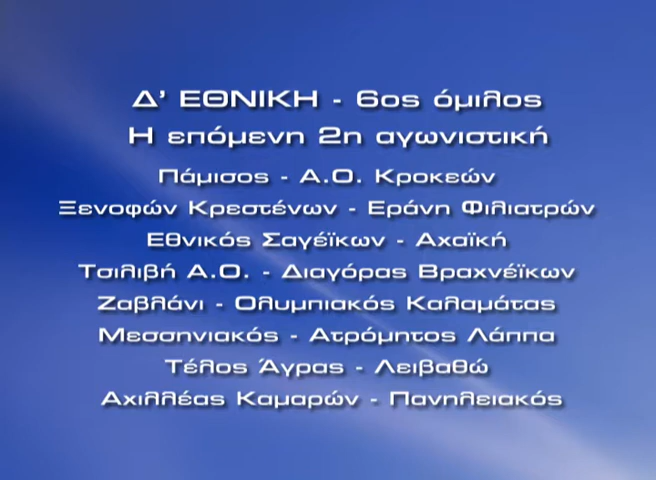 Δ' ΕΘΝΙΚΗ - 6ος όμιλος
Η επόμενη 2η αγωνιστική
Πάμισος - Α.Ο. Κροκεών
Ξενοφών Κρεστένων - Εράνη Φιλιατρών
Εθνικός Σαγέϊκων - Αχαϊκή
Τσιλιβή Α.Ο. - Διαγόρας Βραχνέϊκων
Ζαβλάνι - Ολυμπιακός Καλαμάτας
Μεσσηνιακός - Ατρόμητος Λάππα
Τέλος Άγρας - Λειβαθώ
Αχιλλέας Καμαρών - Πανηλειακός